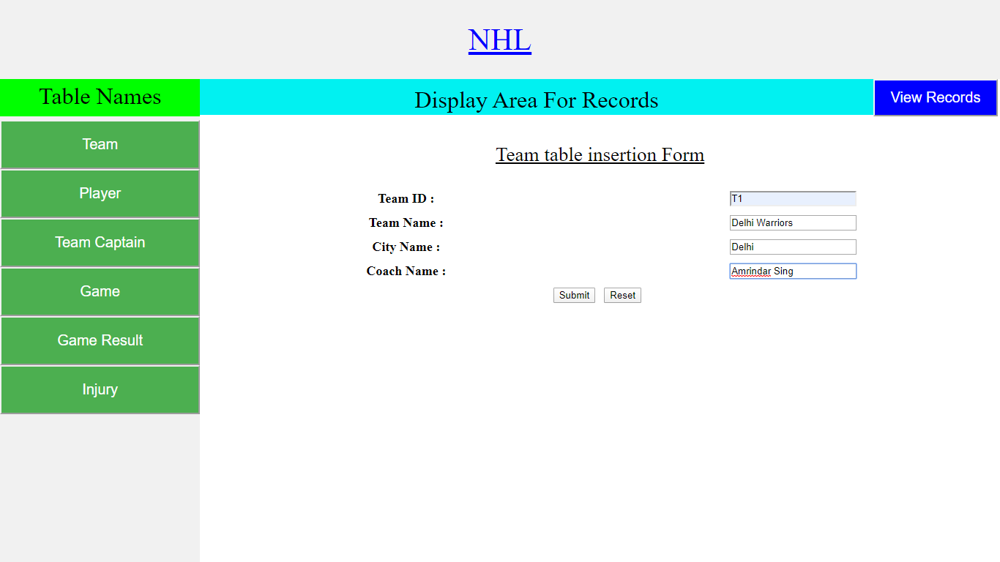 NHL
Table Names
Display Area For Records
View Records
Team
Player
Team Captain
Game
Game Result
Injury
Team table insertion Form
Team ID : T1
Team Name : Delhi Warriors
City Name : Delhi
Coach Name : Amrindar Sing
Submit Reset